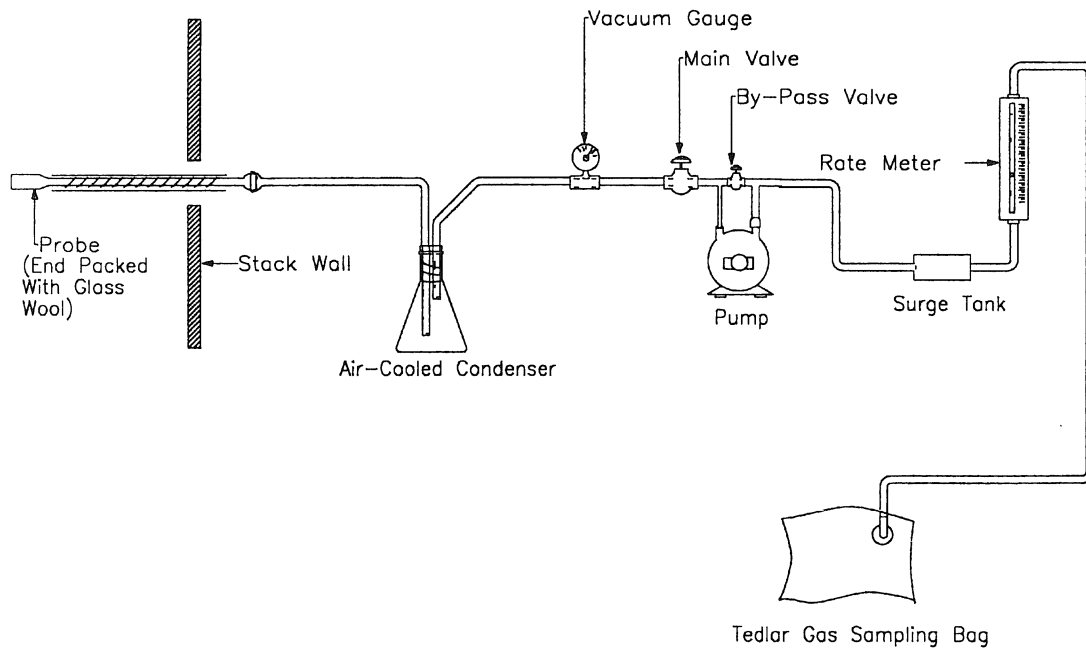 Vacuum Gauge
Main Valve
By-Pass Valve
Rate Meter
Probe
(End Packed
With Glass
Wool)
Stack Wall
Air-Cooled Condenser
Pump
Surge Tank
Tedlar Gas Sampling Bag